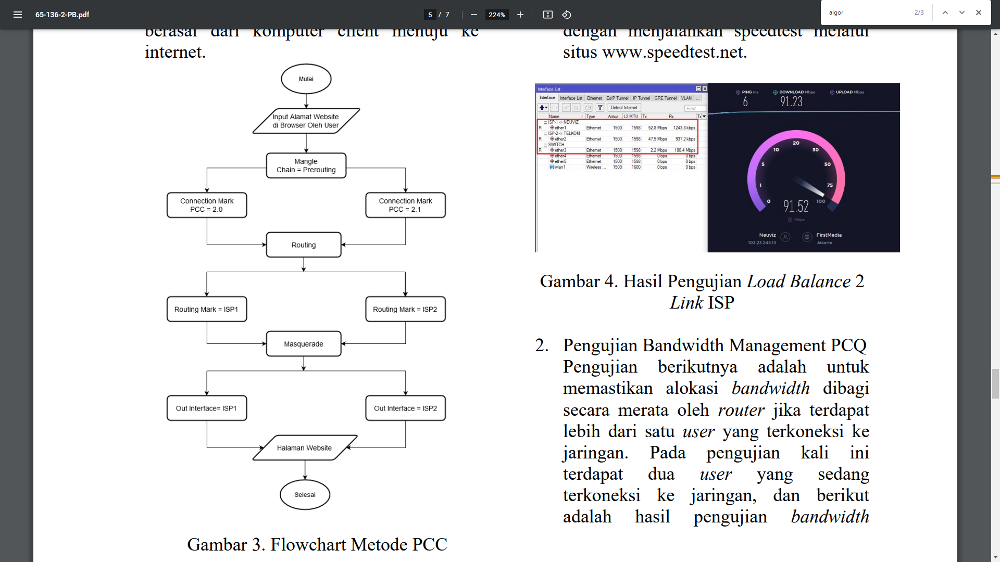 65-136-2-PB.pdf
5 / 7
224%
algor
2/3
berasal dari komputer client menuju ke
internet.
Mulai
Input Alamat Website
di Browser Oleh User
Mangle
Chain = Prerouting
Connection Mark
PCC = 2.0
Connection Mark
PCC = 2.1
Routing
Routing Mark = ISP1
Routing Mark = ISP2
Masquerade
Out Interface= ISP1
Out Interface = ISP2
Halaman Website
Selesai
Gambar 3. Flowchart Metode PCC
dengan menjalankan speedtest melalui
situs www.speedtest.net.
Interface List
Interface Interface List Ethernet EoIP Tunnel IP Tunnel GRE Tunnel VLAN ...
Detect Internet
Find
Name / Type Actua... L2 MTU Tx Rx
;;; ISP-1 -> NEUVIZ
R ether1 Ethernet 1500 1598 52.8 Mbps 1243.8 kbps
;;; ISP-2 -> TELKOM
R ether2 Ethernet 1500 1598 47.5 Mbps 937.2 kbps
;;; SWITCH
R ether3 Ethernet 1500 1598 2.2 Mbps 100.4 Mbps
ether4 Ethernet 1500 1598 0 bps 0 bps
ether5 Ethernet 1500 1598 0 bps 0 bps
wlan1 Wireless ... 1500 1600 0 bps 0 bps
PING ms DOWNLOAD Mbps UPLOAD Mbps
6 91.23
0
1
5
10
20
30
50
75
100
91.52
Mbps
Neuviz
103.23.243.13
FirstMedia
Jakarta
Gambar 4. Hasil Pengujian Load Balance 2
Link ISP
2. Pengujian Bandwidth Management PCQ
Pengujian berikutnya adalah untuk
memastikan alokasi bandwidth dibagi
secara merata oleh router jika terdapat
lebih dari satu user yang terkoneksi ke
jaringan. Pada pengujian kali ini
terdapat dua user yang sedang
terkoneksi ke jaringan, dan berikut
adalah hasil pengujian bandwidth